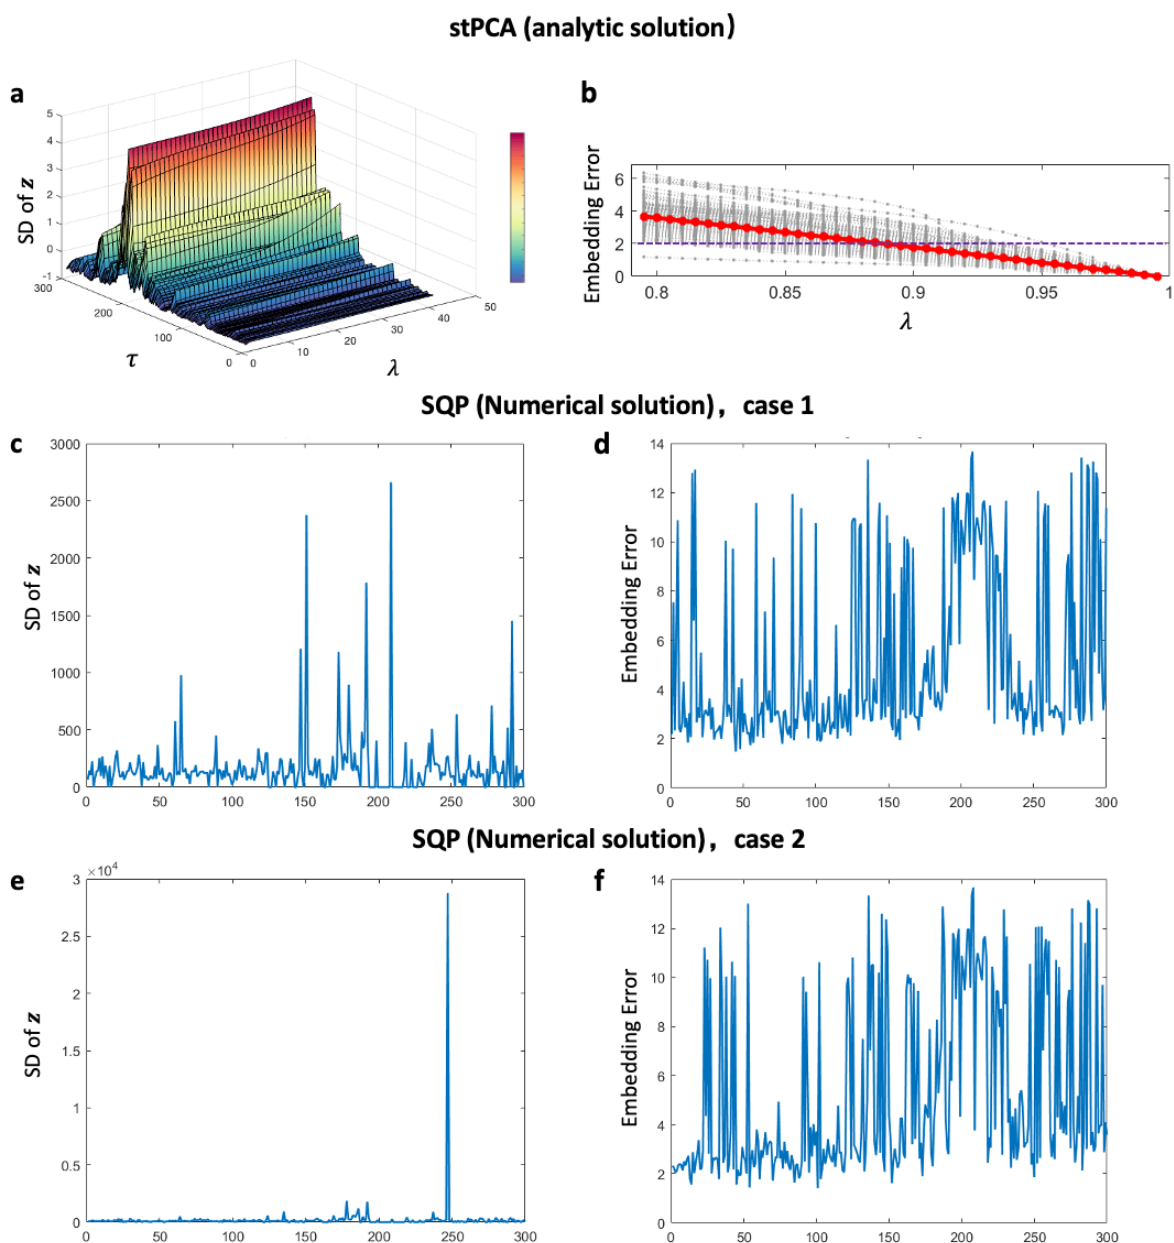 stPCA (analytic solution)
a
b
SD of z
5
4
3
2
1
0
-1
300
200
100
0
τ
0
10
20
30
40
50
λ
Embedding Error
6
4
2
0
0.8
0.85
0.9
0.95
1
λ
SQP (Numerical solution), case 1
c
d
SD of z
3000
2500
2000
1500
1000
500
0
0 50 100 150 200 250 300
Embedding Error
14
12
10
8
6
4
2
0
0 50 100 150 200 250 300
SQP (Numerical solution), case 2
e
f
×10⁴
SD of z
3
2.5
2
1.5
1
0.5
0
0 50 100 150 200 250 300
Embedding Error
14
12
10
8
6
4
2
0
0 50 100 150 200 250 300